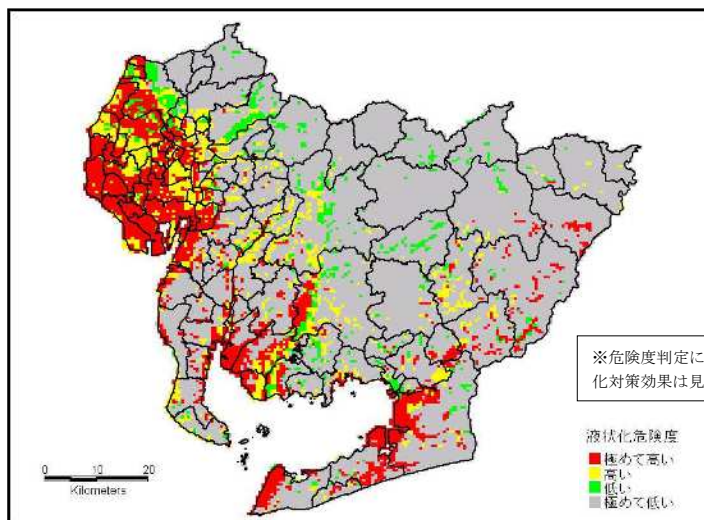 ※危険度判定に
化対策効果は見
液状化危険度
極めて高い
高い
低い
極めて低い
0 10 20
Kilometers